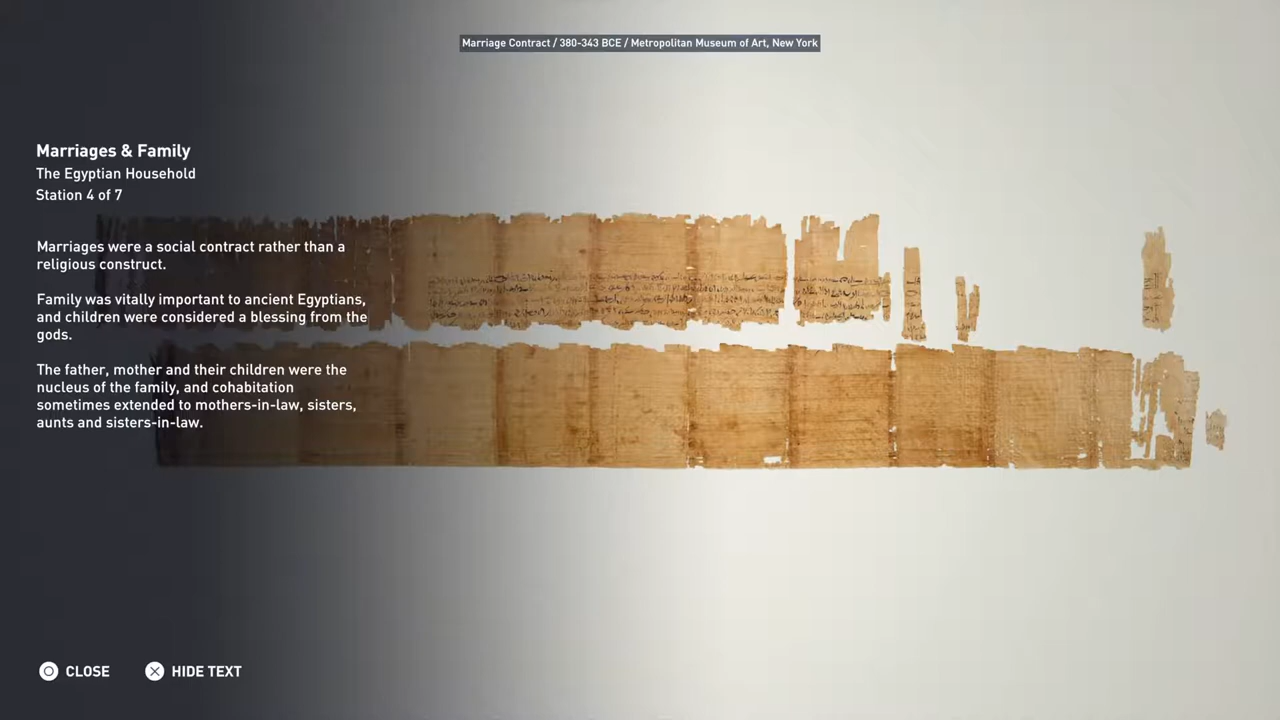 Marriage Contract / 380-343 BCE / Metropolitan Museum of Art, New York
Marriages & Family
The Egyptian Household
Station 4 of 7
Marriages were a social contract rather than a
religious construct.
Family was vitally important to ancient Egyptians,
and children were considered a blessing from the
gods.
The father, mother and their children were the
nucleus of the family, and cohabitation
sometimes extended to mothers-in-law, sisters,
aunts and sisters-in-law.
CLOSE
HIDE TEXT